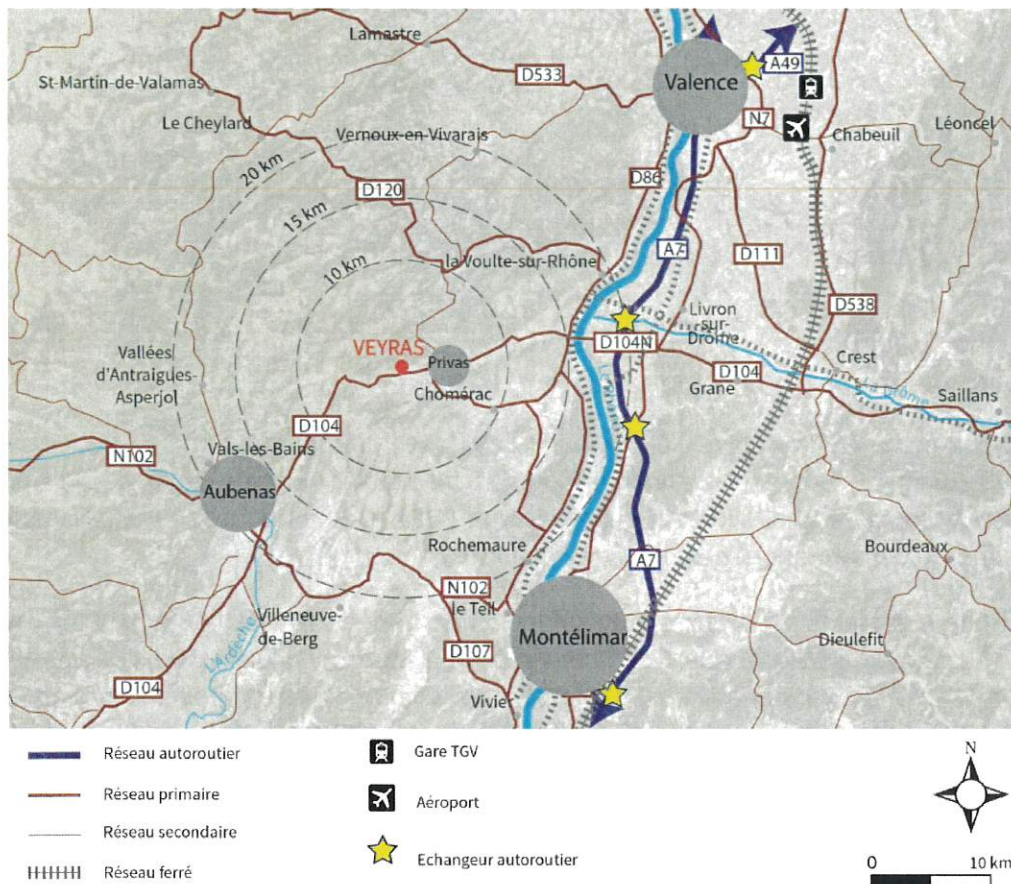 Lamastre
D533
Valence
A49
St-Martin-de-Valamas
N7
Le Cheylard
Vernoux-en-Vivarais
Chabeuil
Léoncel
20 km
D120
D86
15 km
la Voulte-sur-Rhône
A7
D111
10 km
D538
Livron
-sur-
Drôme
VEYRAS
Privas
D104N
Crest
Vallées
d'Antraigues-
Asperjol
Chomérac
Grane
D104
La Drôme
Saillans
D104
Vals-les-Bains
N102
Aubenas
Rochemaure
Bourdeaux
A7
N102
le Teil
Villeneuve-
de-Berg
Montélimar
Dieulefit
L'Ardèche
D107
D104
Vivier
Réseau autoroutier
Réseau primaire
Réseau secondaire
Réseau ferré
Gare TGV
Aéroport
Echangeur autoroutier
N
0 10 km